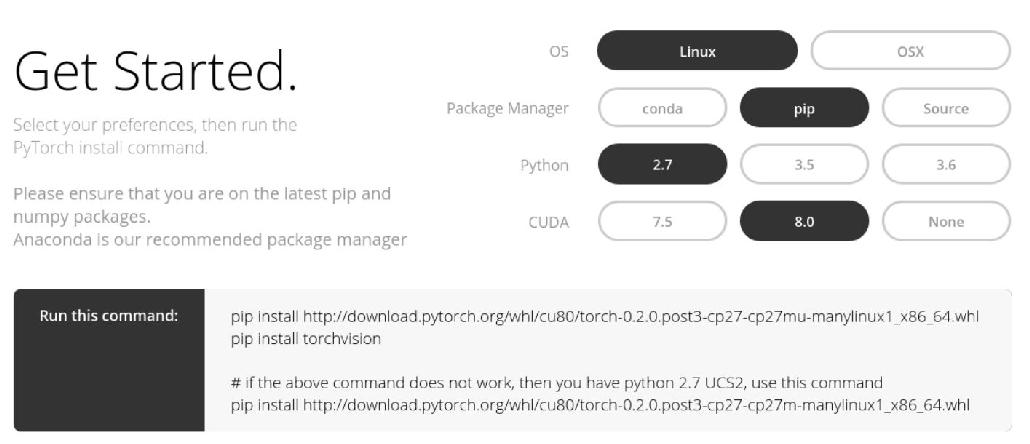 Get Started.
Select your preferences, then run the
PyTorch install command.
Please ensure that you are on the latest pip and
numpy packages.
Anaconda is our recommended package manager
OS Linux OSX
Package Manager conda pip Source
Python 2.7 3.5 3.6
CUDA 7.5 8.0 None
Run this command:
pip install http://download.pytorch.org/whl/cu80/torch-0.2.0.post3-cp27-cp27mu-manylinux1_x86_64.whl
pip install torchvision
# if the above command does not work, then you have python 2.7 UCS2, use this command
pip install http://download.pytorch.org/whl/cu80/torch-0.2.0.post3-cp27-cp27m-manylinux1_x86_64.whl